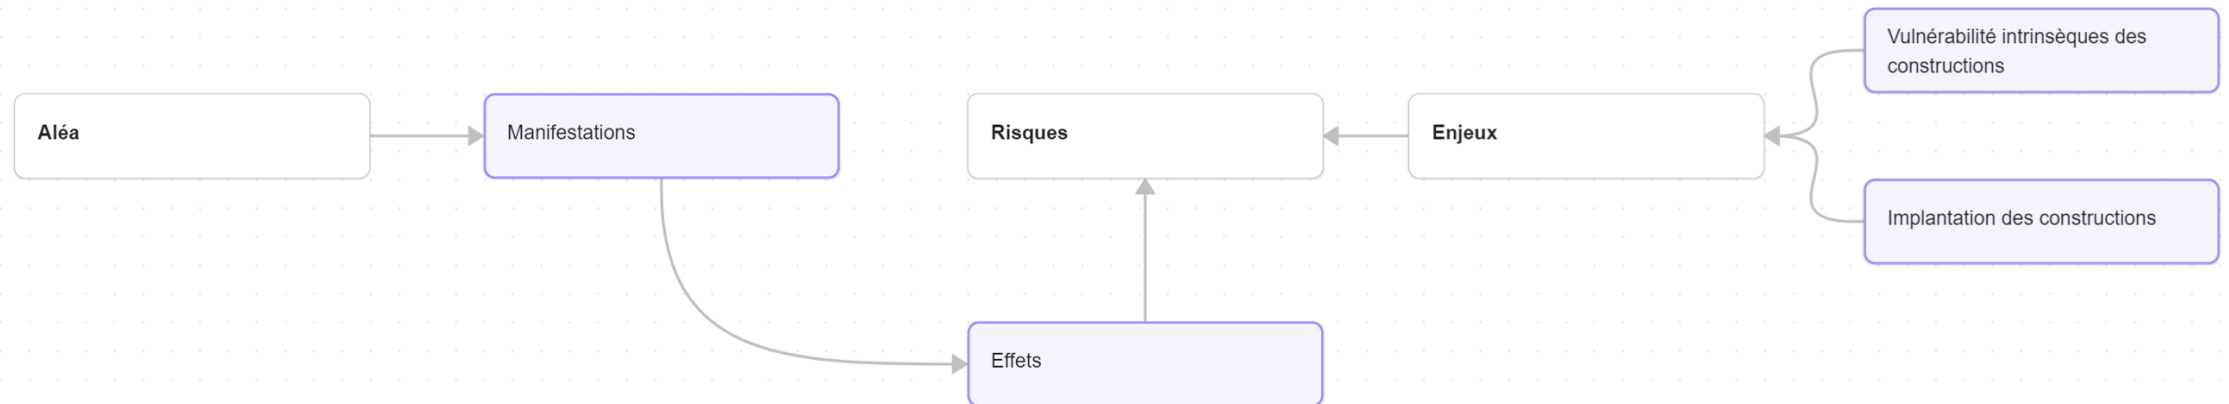 Vulnérabilité intrinsèques des
constructions
Aléa
Manifestations
Risques
Enjeux
Implantation des constructions
Effets